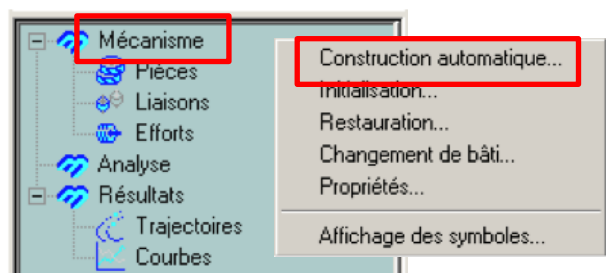 Mécanisme
Pièces
Liaisons
Efforts
Analyse
Résultats
Trajectoires
Courbes
Construction automatique...
Initialisation...
Restauration...
Changement de bâti...
Propriétés...
Affichage des symboles...